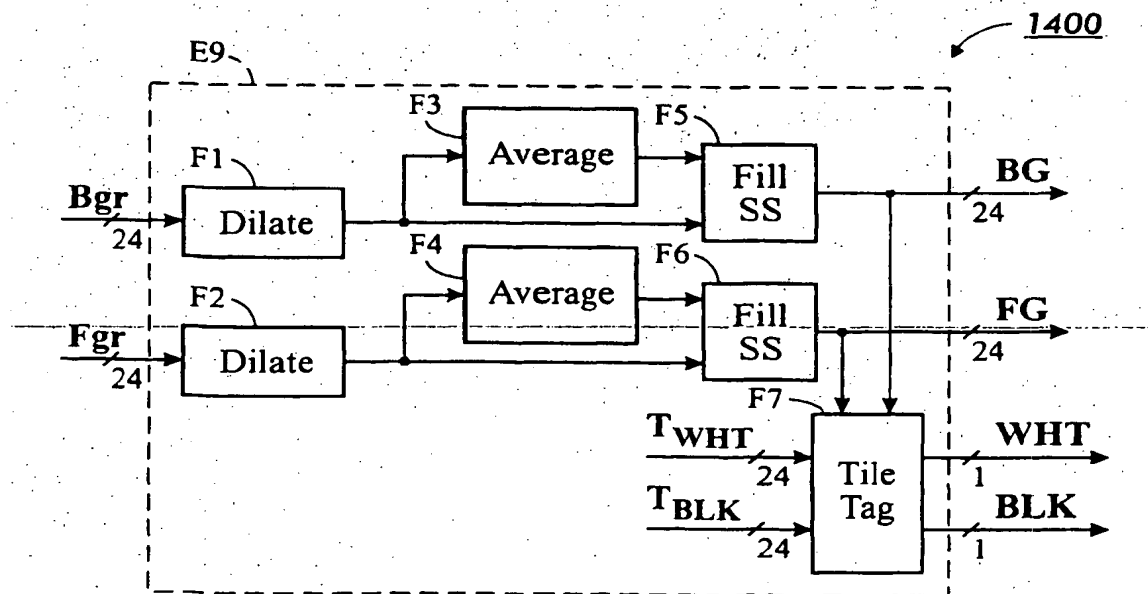 1400
E9
F3
F5
F1
Average
Fill
SS
BG
Bgr
Dilate
24
24
F4
F6
F2
Average
Fill
SS
FG
Fgr
Dilate
24
24
F7
TWHT
WHT
24
Tile
Tag
1
TBLK
BLK
24
1